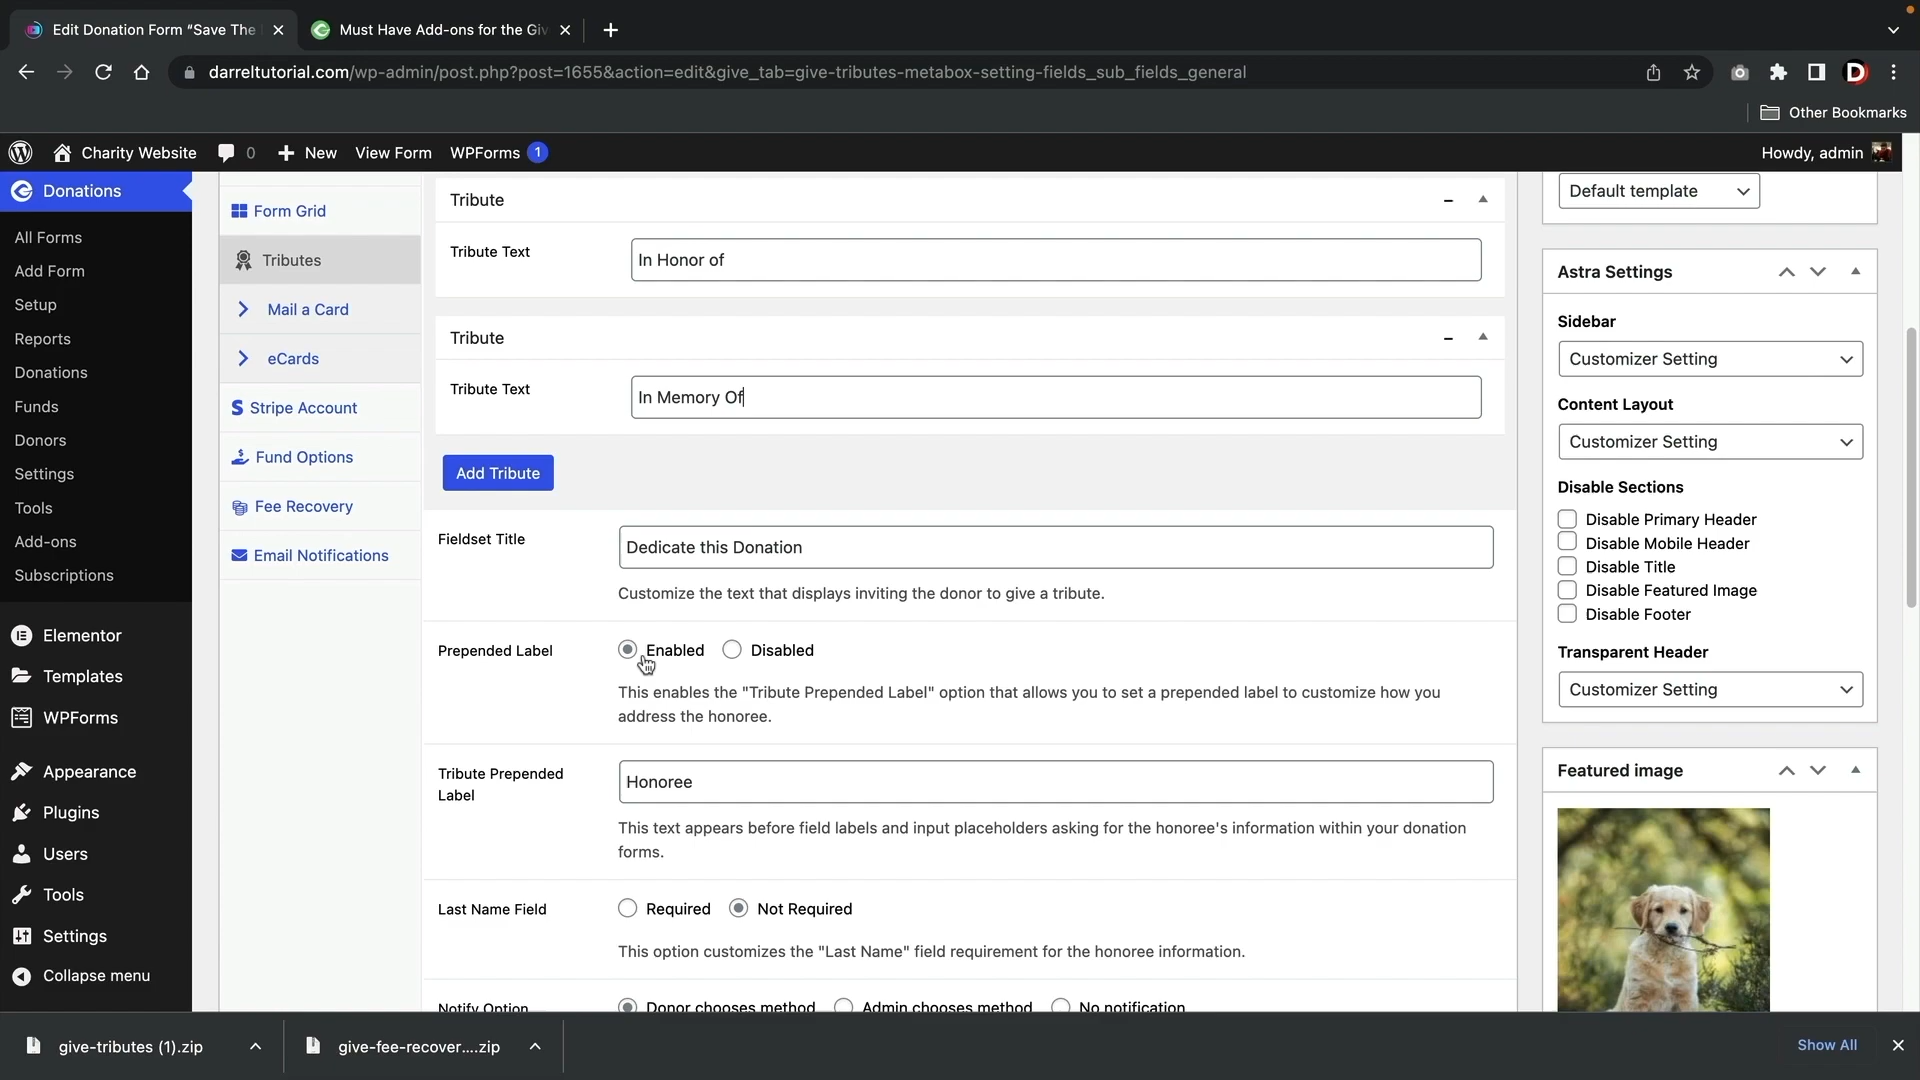 Edit Donation Form “Save The
Must Have Add-ons for the Giv
darreltutorial.com/wp-admin/post.php?post=1655&action=edit&give_tab=give-tributes-metabox-setting-fields_sub_fields_general
Other Bookmarks
Charity Website
0
New
View Form
WPForms
1
Howdy, admin
Donations
All Forms
Add Form
Setup
Reports
Donations
Funds
Donors
Settings
Tools
Add-ons
Subscriptions
Elementor
Templates
WPForms
Appearance
Plugins
Users
Tools
Settings
Collapse menu
Form Grid
Tributes
Mail a Card
eCards
Stripe Account
Fund Options
Fee Recovery
Email Notifications
Tribute
Tribute Text
In Honor of
Tribute
Tribute Text
In Memory Of
Add Tribute
Fieldset Title
Dedicate this Donation
Customize the text that displays inviting the donor to give a tribute.
Prepended Label
Enabled
Disabled
This enables the "Tribute Prepended Label" option that allows you to set a prepended label to customize how you
address the honoree.
Tribute Prepended
Label
Honoree
This text appears before field labels and input placeholders asking for the honoree's information within your donation
forms.
Last Name Field
Required
Not Required
This option customizes the "Last Name" field requirement for the honoree information.
Notify Option
Donor chooses method
Admin chooses method
No notification
Default template
Astra Settings
Sidebar
Customizer Setting
Content Layout
Customizer Setting
Disable Sections
Disable Primary Header
Disable Mobile Header
Disable Title
Disable Featured Image
Disable Footer
Transparent Header
Customizer Setting
Featured image
give-tributes (1).zip
give-fee-recover....zip
Show All